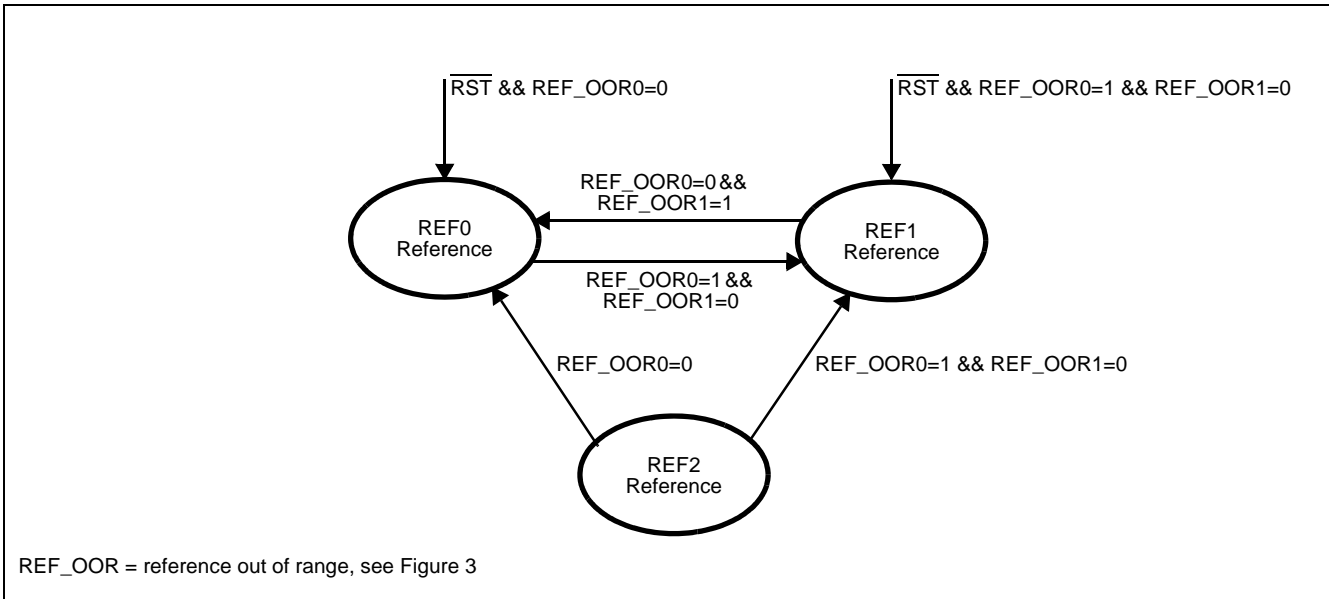 RST && REF_OOR0=0
RST && REF_OOR0=1 && REF_OOR1=0
REF_OOR0=0 &&
REF_OOR1=1
REF0
Reference
REF1
Reference
REF_OOR0=1 &&
REF_OOR1=0
REF_OOR0=0
REF_OOR0=1 && REF_OOR1=0
REF2
Reference
REF_OOR = reference out of range, see Figure 3